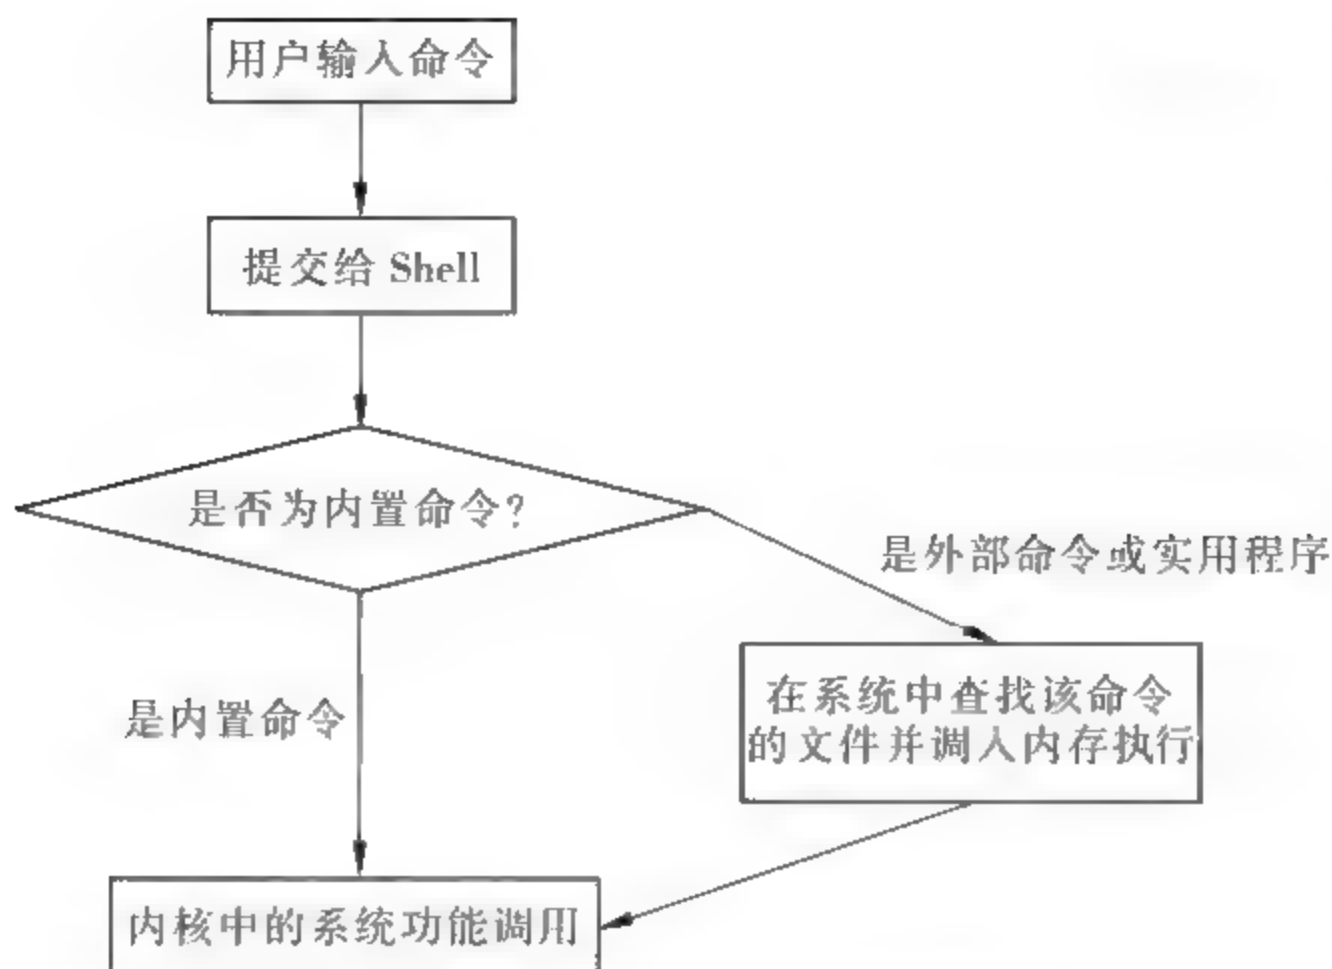 用户输入命令
提交给 Shell
是否为内置命令?
是外部命令或实用程序
在系统中查找该命令
的文件并调入内存执行
是内置命令
内核中的系统功能调用